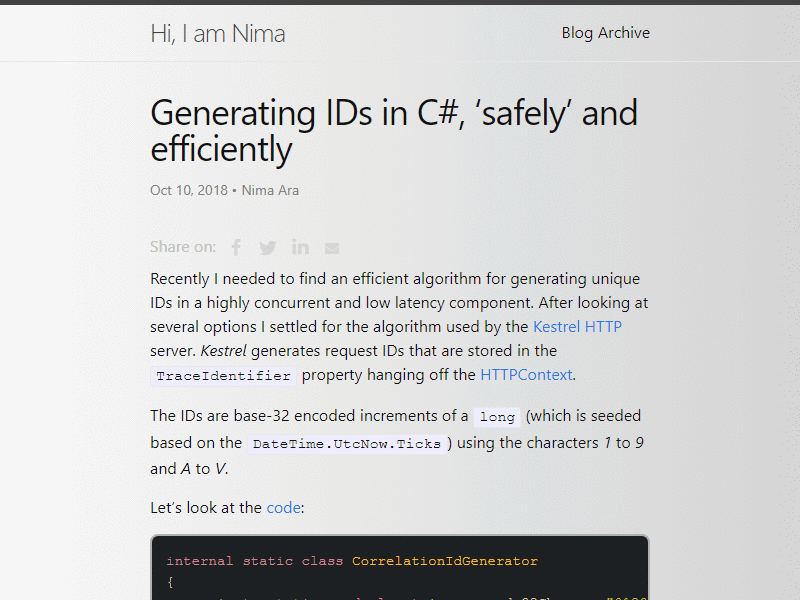 Hi, I am Nima
Blog Archive
Generating IDs in C#, ‘safely’ and
efficiently
Oct 10, 2018 • Nima Ara
Share on:
Recently I needed to find an efficient algorithm for generating unique
IDs in a highly concurrent and low latency component. After looking at
several options I settled for the algorithm used by the Kestrel HTTP
server. Kestrel generates request IDs that are stored in the
TraceIdentifier property hanging off the HTTPContext.
The IDs are base-32 encoded increments of a long (which is seeded
based on the DateTime.UtcNow.Ticks) using the characters 1 to 9
and A to V.
Let’s look at the code:
internal static class CorrelationIdGenerator
{